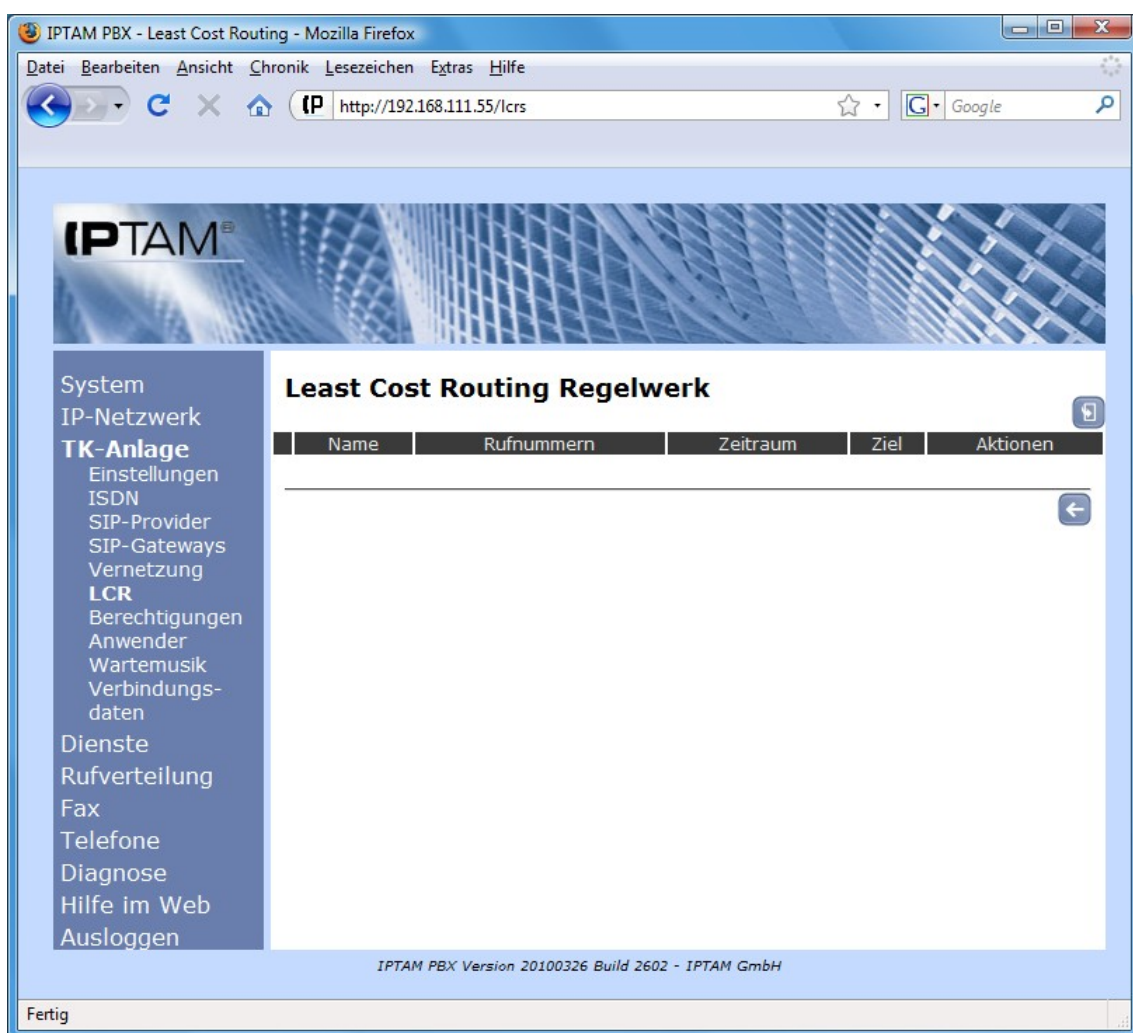 IPTAM PBX - Least Cost Routing - Mozilla Firefox
Datei Bearbeiten Ansicht Chronik Lesezeichen Extras Hilfe
(P http://192.168.111.55/lcrs G Google
(PTAM®
System
IP-Netzwerk
TK-Anlage
Einstellungen
ISDN
SIP-Provider
SIP-Gateways
Vernetzung
LCR
Berechtigungen
Anwender
Wartemusik
Verbindungs-
daten
Dienste
Rufverteilung
Fax
Telefone
Diagnose
Hilfe im Web
Ausloggen
Least Cost Routing Regelwerk
Name Rufnummern Zeitraum Ziel Aktionen
IPTAM PBX Version 20100326 Build 2602 - IPTAM GmbH
Fertig